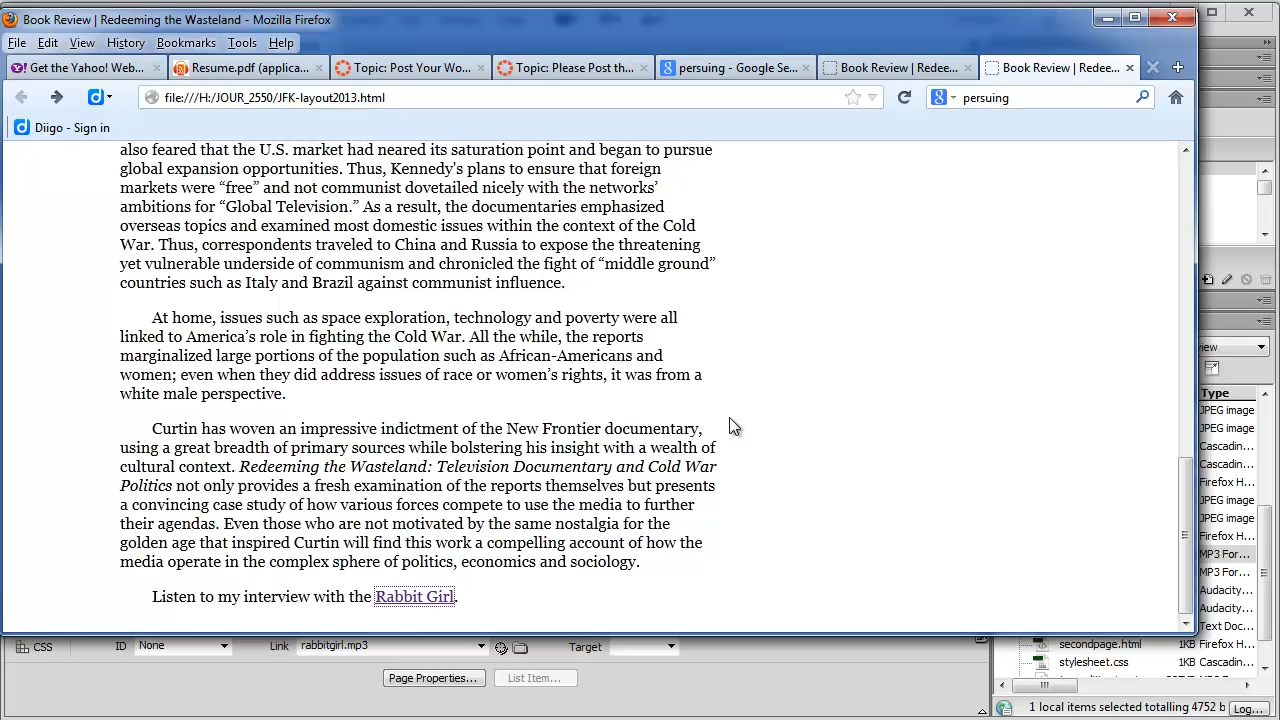 Book Review | Redeeming the Wasteland - Mozilla Firefox
File Edit View History Bookmarks Tools Help
Get the Yahoo! Web... Resume.pdf (applica... Topic: Post Your Wo... Topic: Please Post th... persuing - Google Se... Book Review | Redee... Book Review | Redee...
file:///H:/JOUR_2550/JFK-layout2013.html persuing
Diigo - Sign in
also feared that the U.S. market had neared its saturation point and began to pursue
global expansion opportunities. Thus, Kennedy's plans to ensure that foreign
markets were “free” and not communist dovetailed nicely with the networks’
ambitions for “Global Television.” As a result, the documentaries emphasized
overseas topics and examined most domestic issues within the context of the Cold
War. Thus, correspondents traveled to China and Russia to expose the threatening
yet vulnerable underside of communism and chronicled the fight of “middle ground”
countries such as Italy and Brazil against communist influence.
At home, issues such as space exploration, technology and poverty were all
linked to America’s role in fighting the Cold War. All the while, the reports
marginalized large portions of the population such as African-Americans and
women; even when they did address issues of race or women’s rights, it was from a
white male perspective.
Curtin has woven an impressive indictment of the New Frontier documentary,
using a great breadth of primary sources while bolstering his insight with a wealth of
cultural context. Redeeming the Wasteland: Television Documentary and Cold War
Politics not only provides a fresh examination of the reports themselves but presents
a convincing case study of how various forces compete to use the media to further
their agendas. Even those who are not motivated by the same nostalgia for the
golden age that inspired Curtin will find this work a compelling account of how the
media operate in the complex sphere of politics, economics and sociology.
Listen to my interview with the Rabbit Girl.
iew
Type
JPEG image
JPEG image
Cascadin...
Cascadin...
Firefox H...
JPEG image
JPEG image
Firefox H...
MP3 For...
MP3 For...
Audacity...
Audacity...
Text Doc...
secondpage.html 1KB Firefox H...
stylesheet.css 1KB Cascadin...
CSS ID None Link rabbitgirl.mp3 Target
Page Properties... List Item...
1 local items selected totalling 4752 b Log...